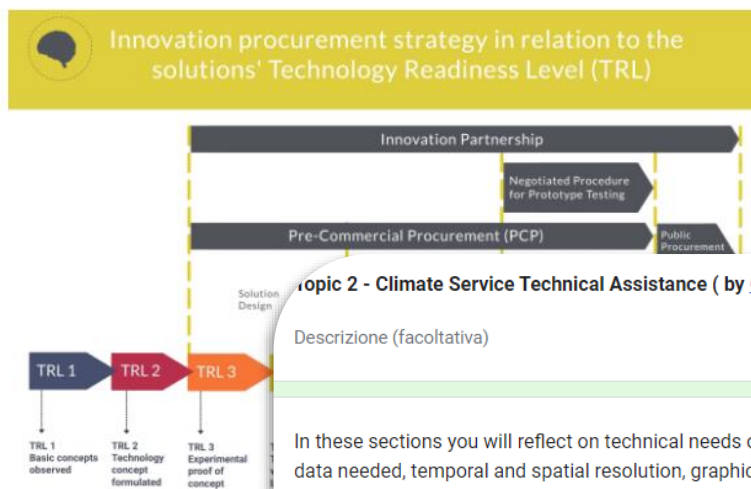 Innovation procurement strategy in relation to the
solutions' Technology Readiness Level (TRL)
Innovation Partnership
Negotiated Procedure
for Prototype Testing
Pre-Commercial Procurement (PCP)
Public
Procurement
Solution
Design
TRL 1
TRL 2
TRL 3
TRL 1
Basic concepts
observed
TRL 2
Technology
concept
formulated
TRL 3
Experimental
proof of
concept
Topic 2 - Climate Service Technical Assistance ( by
Descrizione (facoltativa)
In these sections you will reflect on technical needs
data needed, temporal and spatial resolution,